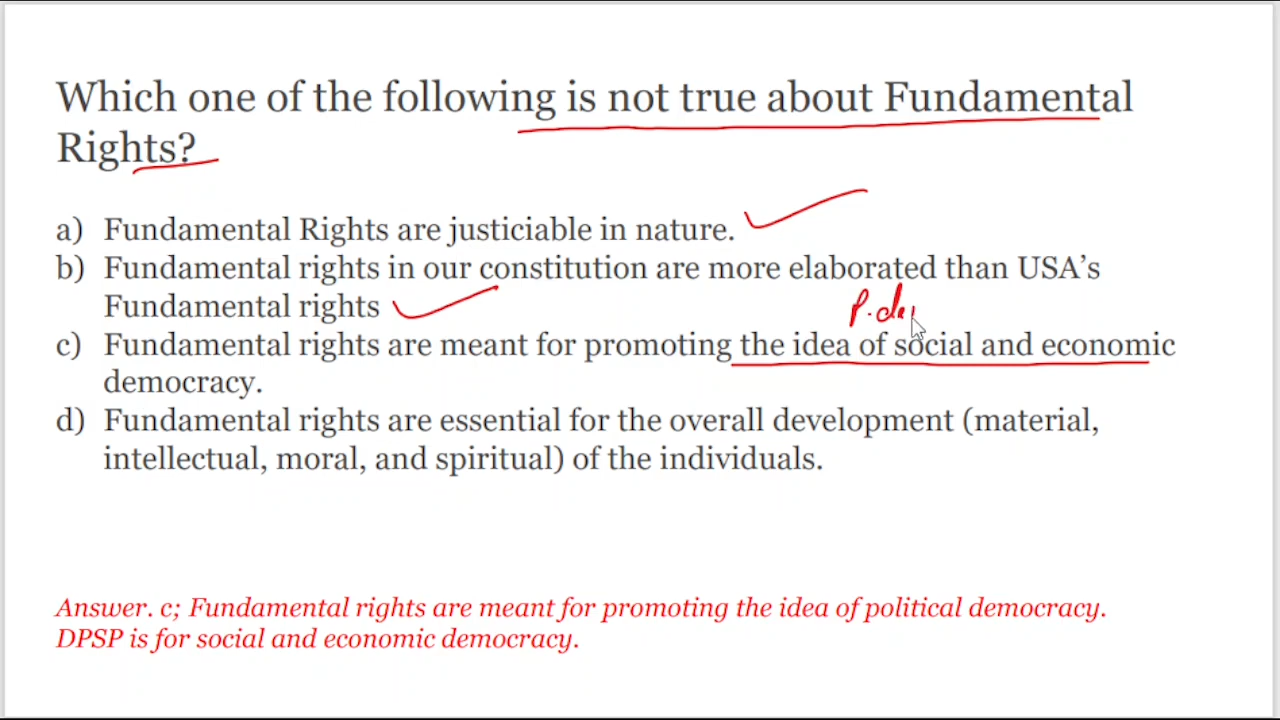 Which one of the following is not true about Fundamental
Rights?
a) Fundamental Rights are justiciable in nature.
b) Fundamental rights in our constitution are more elaborated than USA’s
Fundamental rights
P.de
c) Fundamental rights are meant for promoting the idea of social and economic
democracy.
d) Fundamental rights are essential for the overall development (material,
intellectual, moral, and spiritual) of the individuals.
Answer. c; Fundamental rights are meant for promoting the idea of political democracy.
DPSP is for social and economic democracy.